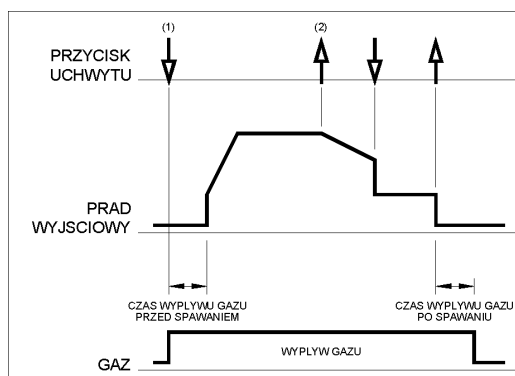 (1)
(2)
PRZYCISK
UCHWYTU
PRAD
WYJSCIOWY
CZAS WYPLYWU GAZU
PRZED SPAWANIEM
CZAS WYPLYWU GAZU
PO SPAWANIU
WYPLYW GAZU
GAZ